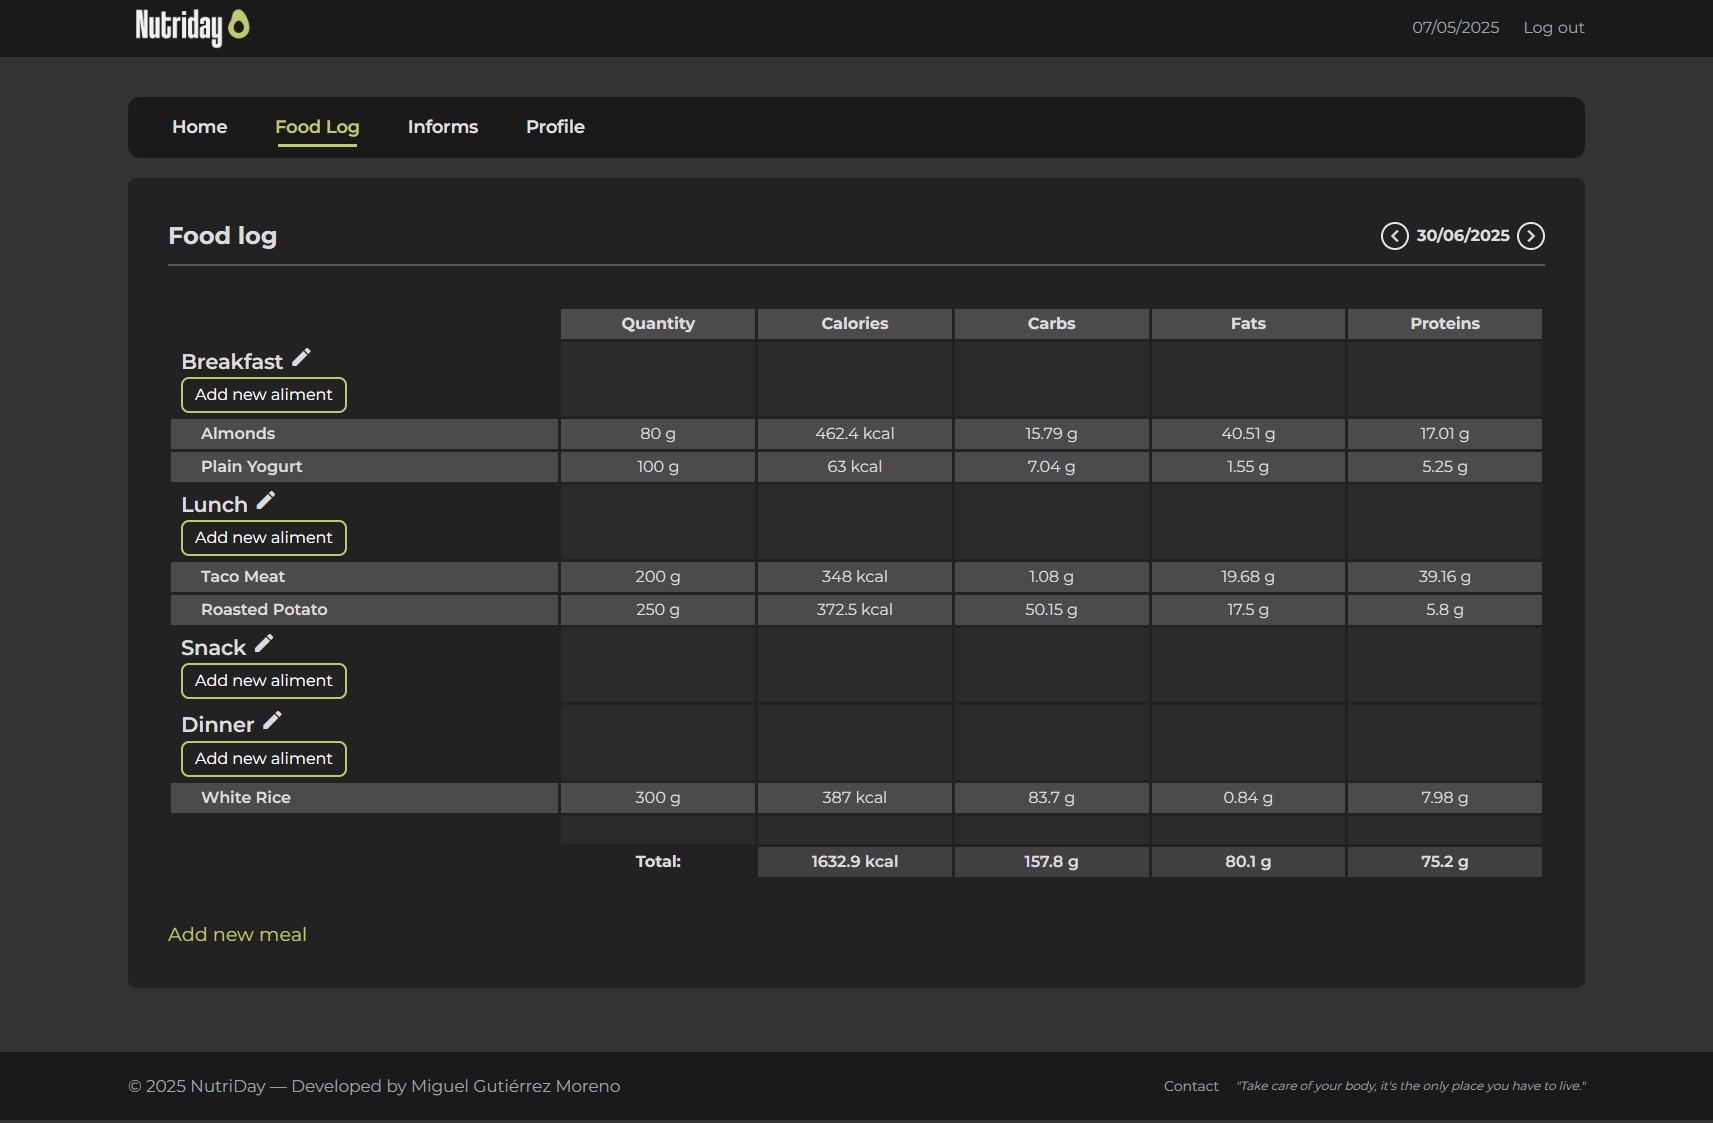 Nutriday
07/05/2025 Log out
Home Food Log Informs Profile
Food log
30/06/2025
Quantity Calories Carbs Fats Proteins
Breakfast
Add new aliment
Almonds 80 g 462.4 kcal 15.79 g 40.51 g 17.01 g
Plain Yogurt 100 g 63 kcal 7.04 g 1.55 g 5.25 g
Lunch
Add new aliment
Taco Meat 200 g 348 kcal 1.08 g 19.68 g 39.16 g
Roasted Potato 250 g 372.5 kcal 50.15 g 17.5 g 5.8 g
Snack
Add new aliment
Dinner
Add new aliment
White Rice 300 g 387 kcal 83.7 g 0.84 g 7.98 g
Total: 1632.9 kcal 157.8 g 80.1 g 75.2 g
Add new meal
© 2025 NutriDay — Developed by Miguel Gutiérrez Moreno
Contact "Take care of your body, it's the only place you have to live."